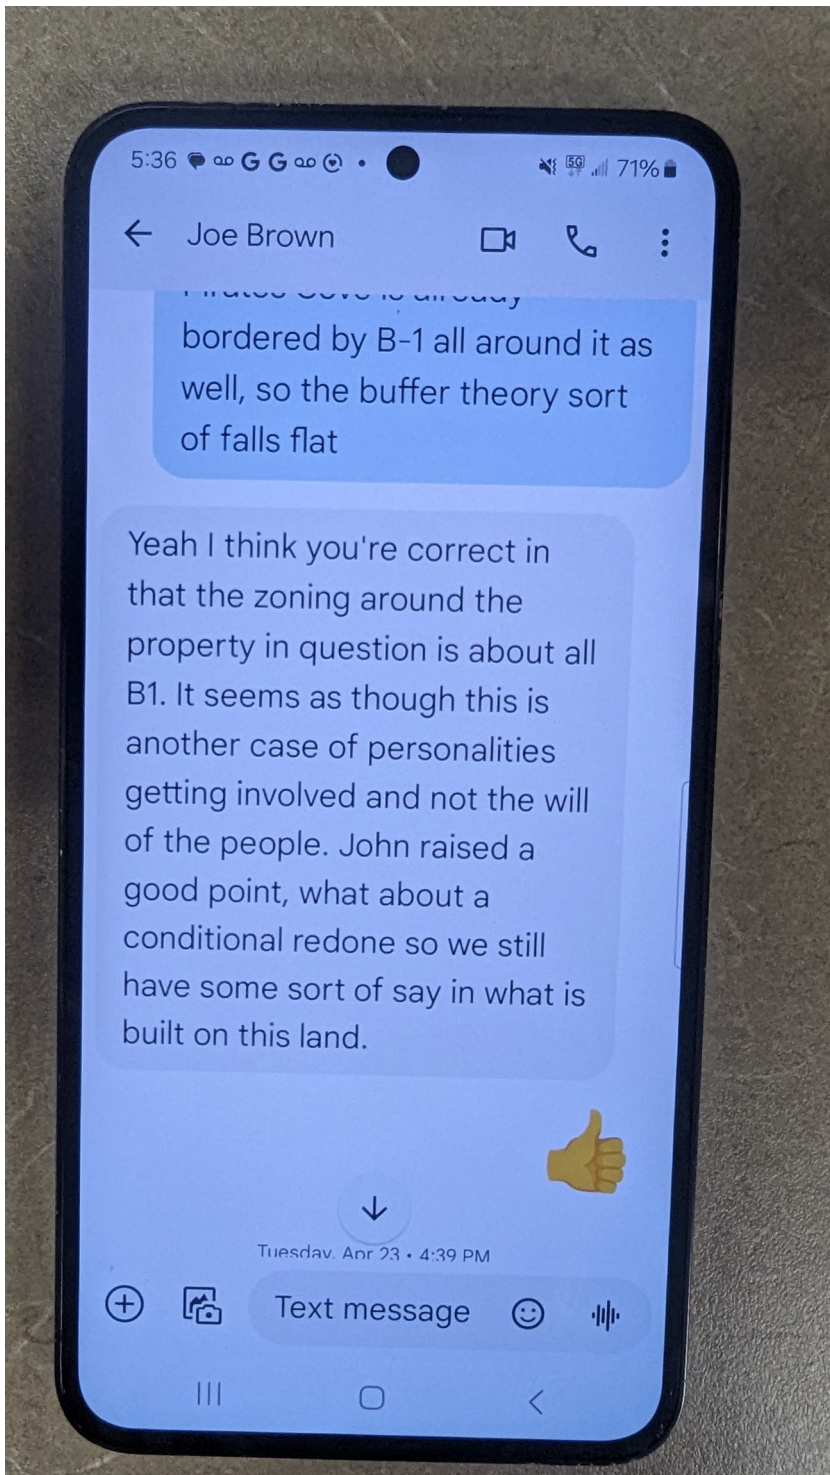 5:36 G G 5G 71%
Joe Brown
is already
bordered by B-1 all around it as
well, so the buffer theory sort
of falls flat
Yeah I think you're correct in
that the zoning around the
property in question is about all
B1. It seems as though this is
another case of personalities
getting involved and not the will
of the people. John raised a
good point, what about a
conditional redone so we still
have some sort of say in what is
built on this land.
Tuesday, Apr 23 • 4:39 PM
Text message